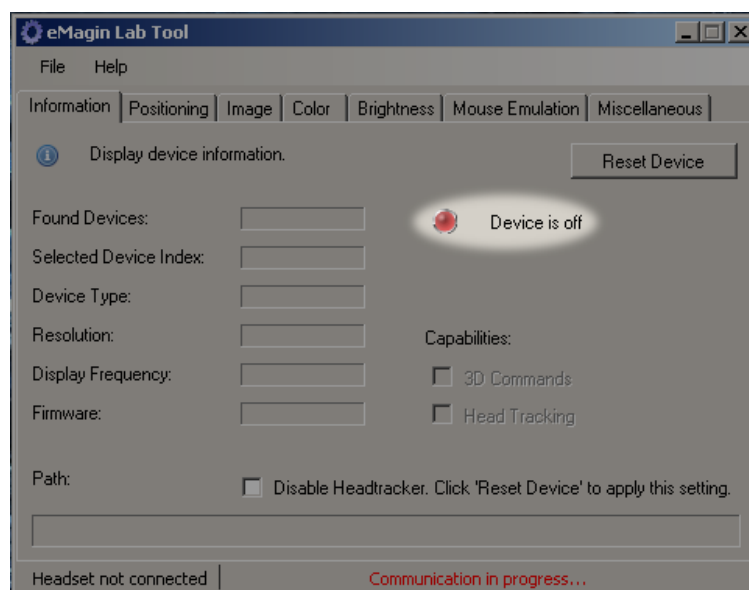 eMagin Lab Tool
File Help
Information Positioning Image Color Brightness Mouse Emulation Miscellaneous
Display device information.
Reset Device
Found Devices:
Device is off
Selected Device Index:
Device Type:
Resolution:
Capabilities:
Display Frequency:
3D Commands
Firmware:
Head Tracking
Path:
Disable Headtracker. Click 'Reset Device' to apply this setting.
Headset not connected
Communication in progress...